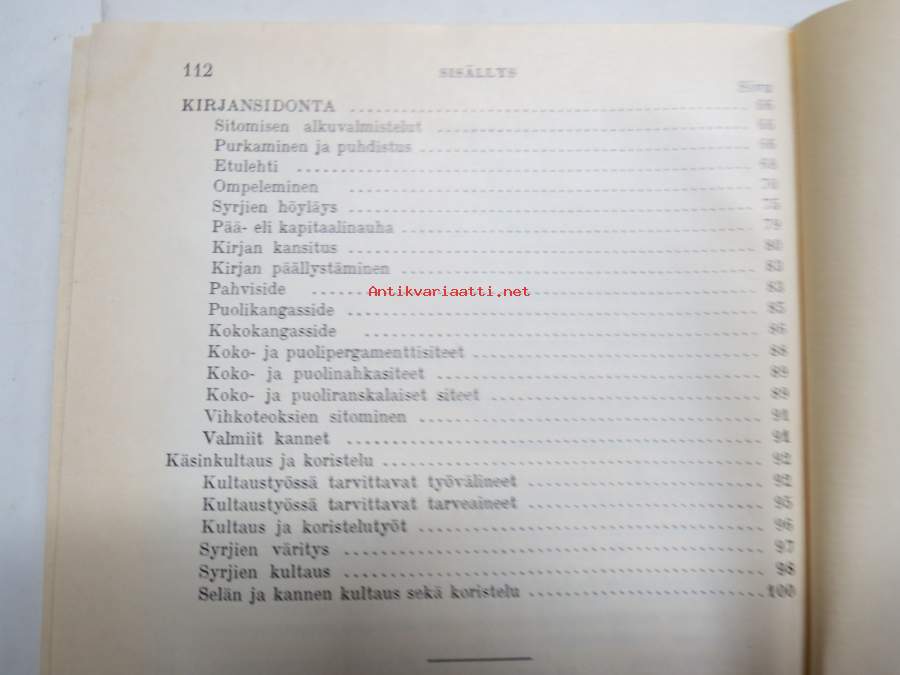 112 SISÄLLYS
Sivu
KIRJANSIDONTA 66
Sitomisen alkuvalmistelut 66
Purkaminen ja puhdistus 66
Etulehti 68
Ompeleminen 70
Syrjien höyläys 75
Pää- eli kapitaalinauha 79
Kirjan kansitus 80
Kirjan päällystäminen 83
Pahviside 83
Antikvariaatti.net
Puolikangasside 85
Kokokangasside 86
Koko- ja puolipergamenttisiteet 88
Koko- ja puolinahkasiteet 89
Koko- ja puoliranskalaiset siteet 89
Vihkoteoksien sitominen 91
Valmiit kannet 91
Käsinkultaus ja koristelu 92
Kultaustyössä tarvittavat työvälineet 92
Kultaustyössä tarvittavat tarveaineet 95
Kultaus ja koristelutyöt 96
Syrjien väritys 97
Syrjien kultaus 98
Selän ja kannen kultaus sekä koristelu 100